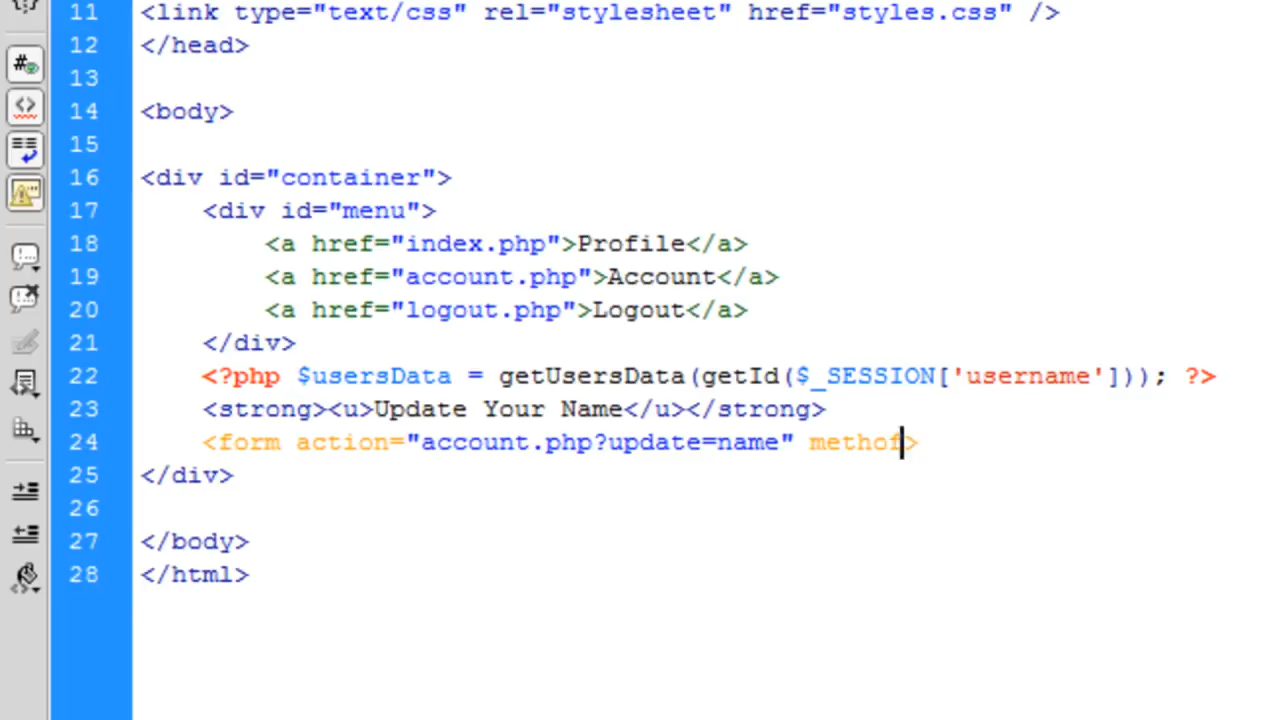 11 <link type="text/css" rel="stylesheet" href="styles.css" />
12 </head>
13
14 <body>
15
16 <div id="container">
17 <div id="menu">
18 <a href="index.php">Profile</a>
19 <a href="account.php">Account</a>
20 <a href="logout.php">Logout</a>
21 </div>
22 <?php $usersData = getUsersData(getId($_SESSION['username'])); ?>
23 <strong><u>Update Your Name</u></strong>
24 <form action="account.php?update=name" methof>
25 </div>
26
27 </body>
28 </html>